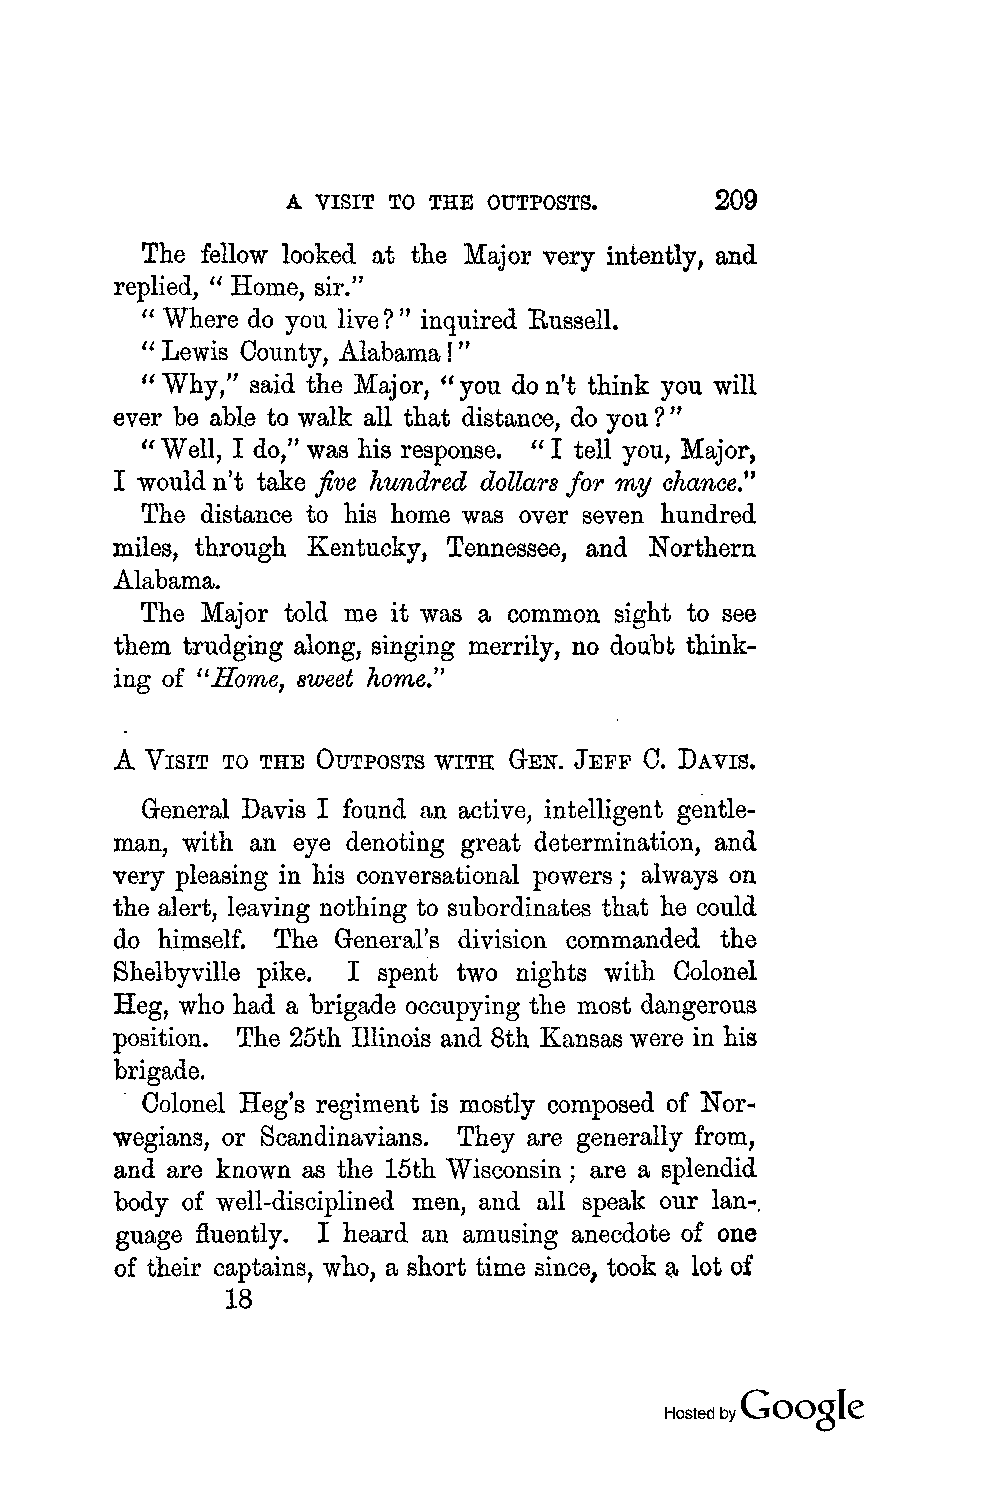 A VISIT TO THE OUTPOSTS. 209
The fellow looked at the Major very intently, and
replied, “ Home, sir.”
“ Where do you live ? ” inquired Russell.
“ Lewis County, Alabama ! ”
“ Why,” said the Major, “ you do n't think you will
ever be able to walk all that distance, do you ? ”
“ Well, I do,” was his response. “ I tell you, Major,
I would n't take five hundred dollars for my chance.”
The distance to his home was over seven hundred
miles, through Kentucky, Tennessee, and Northern
Alabama.
The Major told me it was a common sight to see
them trudging along, singing merrily, no doubt think-
ing of “Home, sweet home.”
A VISIT TO THE OUTPOSTS WITH GEN. JEFF C. DAVIS.
General Davis I found an active, intelligent gentle-
man, with an eye denoting great determination, and
very pleasing in his conversational powers ; always on
the alert, leaving nothing to subordinates that he could
do himself. The General's division commanded the
Shelbyville pike. I spent two nights with Colonel
Heg, who had a brigade occupying the most dangerous
position. The 25th Illinois and 8th Kansas were in his
brigade.
Colonel Heg's regiment is mostly composed of Nor-
wegians, or Scandinavians. They are generally from,
and are known as the 15th Wisconsin ; are a splendid
body of well-disciplined men, and all speak our lan-
guage fluently. I heard an amusing anecdote of one
of their captains, who, a short time since, took a lot of
18
Hosted by Google